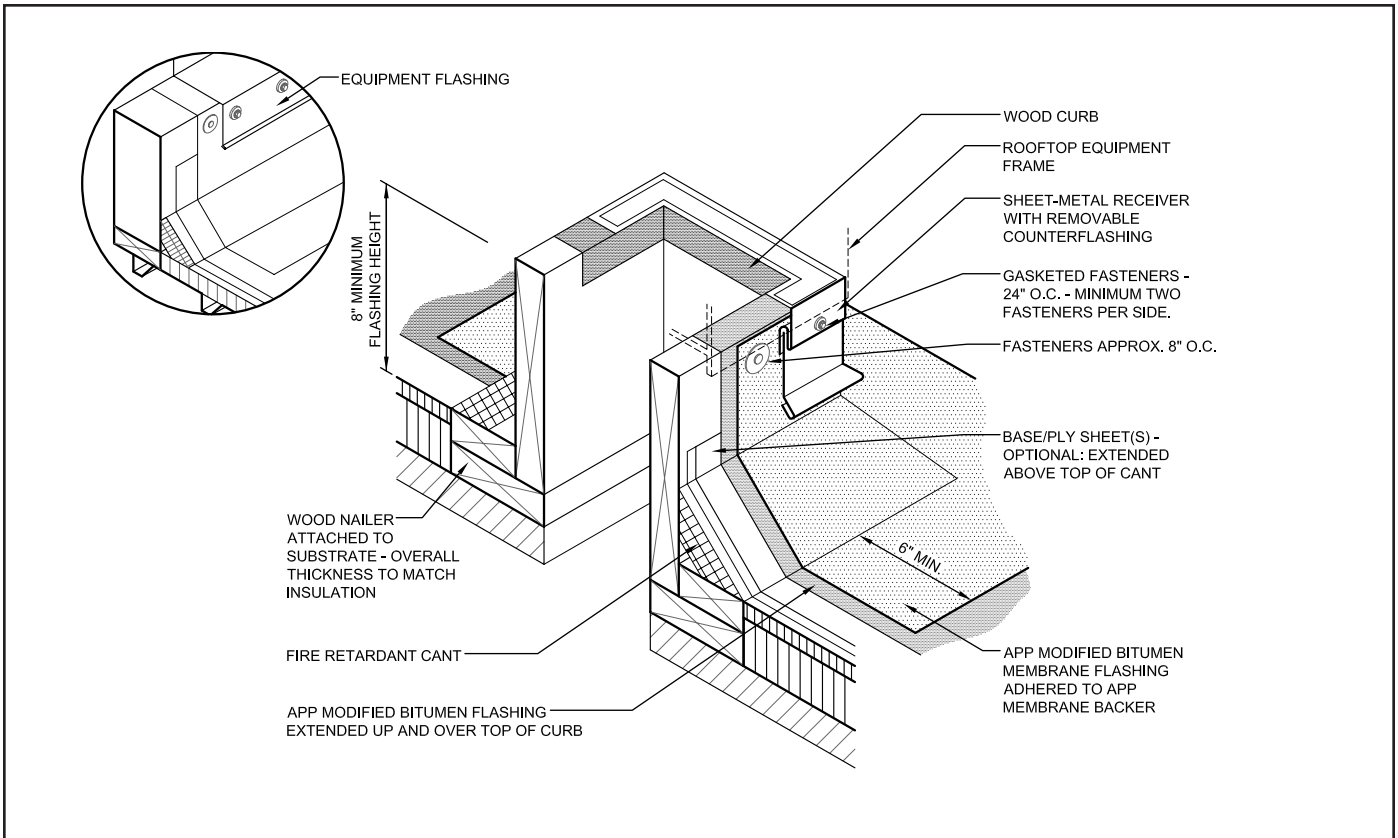 EQUIPMENT FLASHING
WOOD CURB
ROOFTOP EQUIPMENT
FRAME
SHEET-METAL RECEIVER
WITH REMOVABLE
COUNTERFLASHING
8" MINIMUM
FLASHING HEIGHT
GASKETED FASTENERS -
24" O.C. - MINIMUM TWO
FASTENERS PER SIDE.
FASTENERS APPROX. 8" O.C.
BASE/PLY SHEET(S) -
OPTIONAL: EXTENDED
ABOVE TOP OF CANT
WOOD NAILER
ATTACHED TO
SUBSTRATE - OVERALL
THICKNESS TO MATCH
INSULATION
6" MIN.
FIRE RETARDANT CANT
APP MODIFIED BITUMEN
MEMBRANE FLASHING
ADHERED TO APP
MEMBRANE BACKER
APP MODIFIED BITUMEN FLASHING
EXTENDED UP AND OVER TOP OF CURB